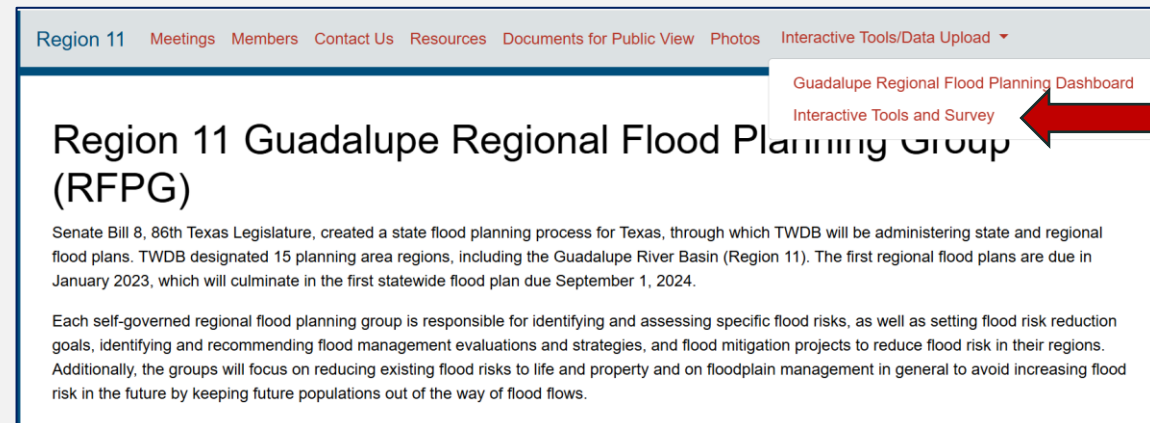 Region 11 Meetings Members Contact Us Resources Documents for Public View Photos Interactive Tools/Data Upload
Guadalupe Regional Flood Planning Dashboard
Interactive Tools and Survey
Region 11 Guadalupe Regional Flood Planning Group
(RFPG)
Senate Bill 8, 86th Texas Legislature, created a state flood planning process for Texas, through which TWDB will be administering state and regional
flood plans. TWDB designated 15 planning area regions, including the Guadalupe River Basin (Region 11). The first regional flood plans are due in
January 2023, which will culminate in the first statewide flood plan due September 1, 2024.
Each self-governed regional flood planning group is responsible for identifying and assessing specific flood risks, as well as setting flood risk reduction
goals, identifying and recommending flood management evaluations and strategies, and flood mitigation projects to reduce flood risk in their regions.
Additionally, the groups will focus on reducing existing flood risks to life and property and on floodplain management in general to avoid increasing flood
risk in the future by keeping future populations out of the way of flood flows.